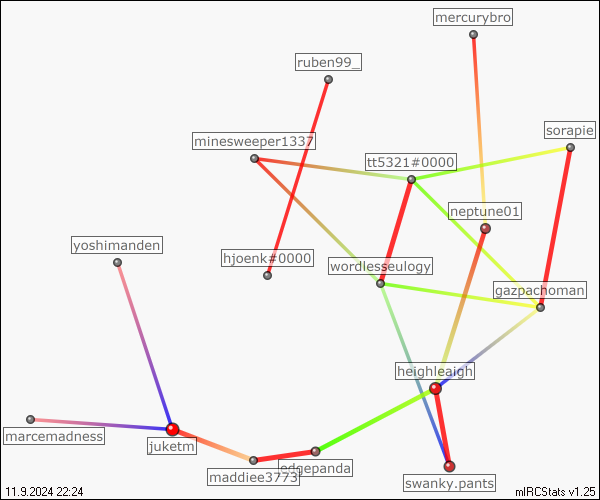 mercurybro
ruben99_
sorapie
minesweeper1337
tt5321#0000
neptune01
yoshimanden
hjoenk#0000
wordlesseulogy
gazpachoman
heighleaigh
marcemadness
juketm
edgepanda
maddiee3773
swanky.pants
11.9.2024 22:24
mIRCStats v1.25